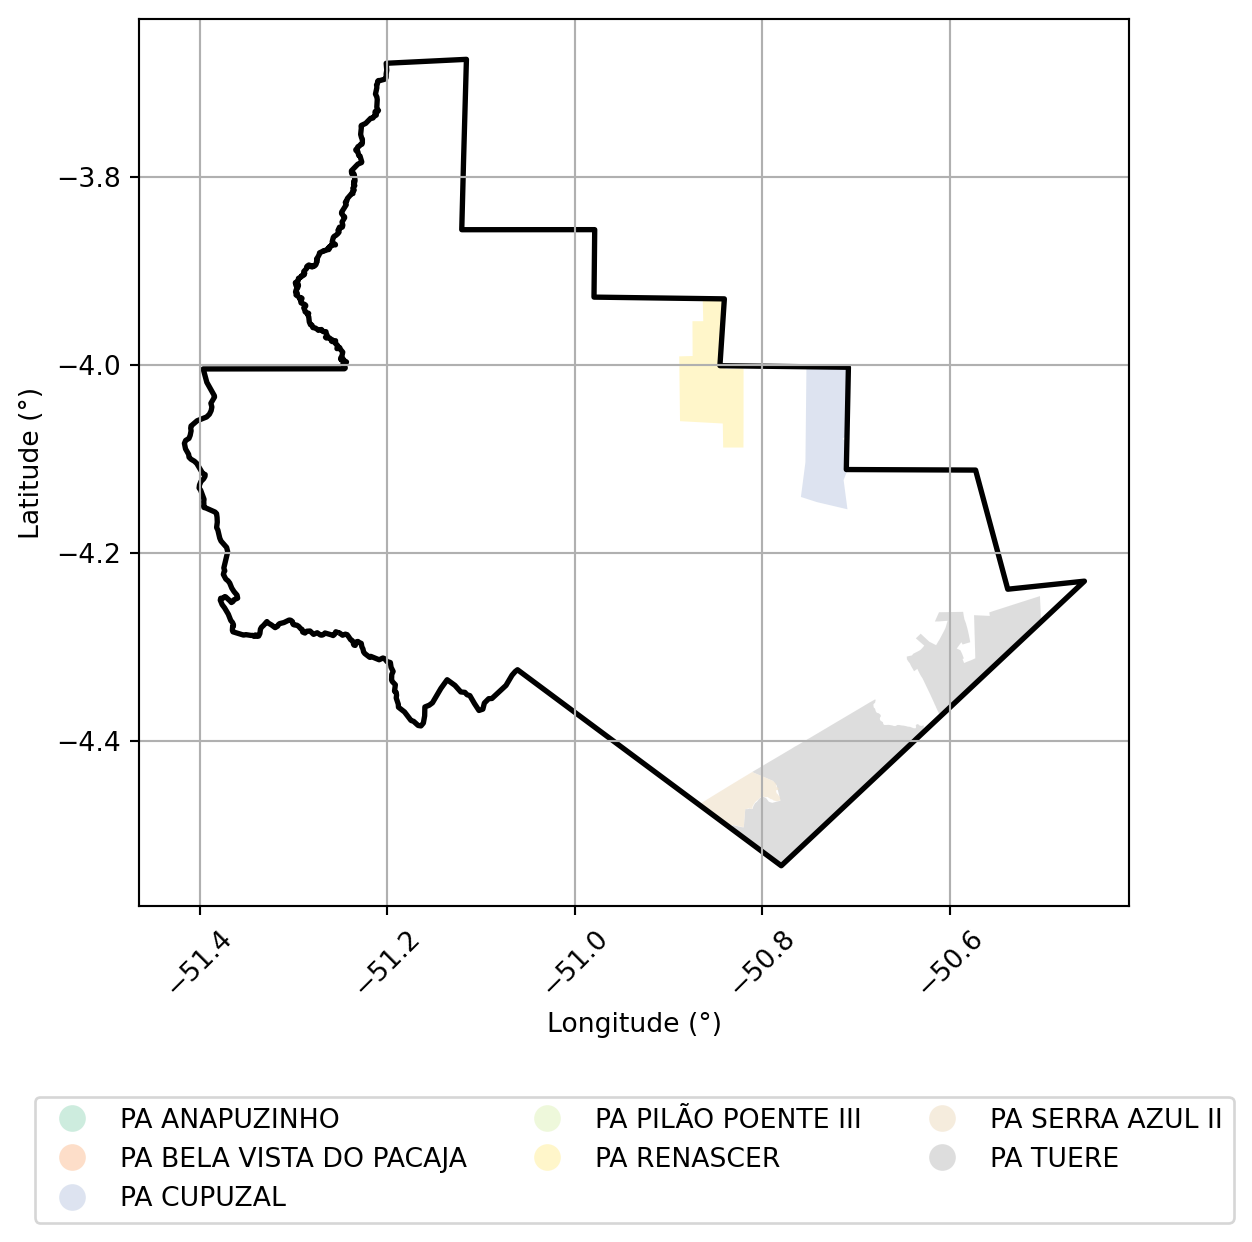 −3.8
−4.0
−4.2
−4.4
Latitude (°)
−51.4
−51.2
−51.0
−50.8
−50.6
Longitude (°)
PA ANAPUZINHO
PA BELA VISTA DO PACAJA
PA CUPUZAL
PA PILÃO POENTE III
PA RENASCER
PA SERRA AZUL II
PA TUERE